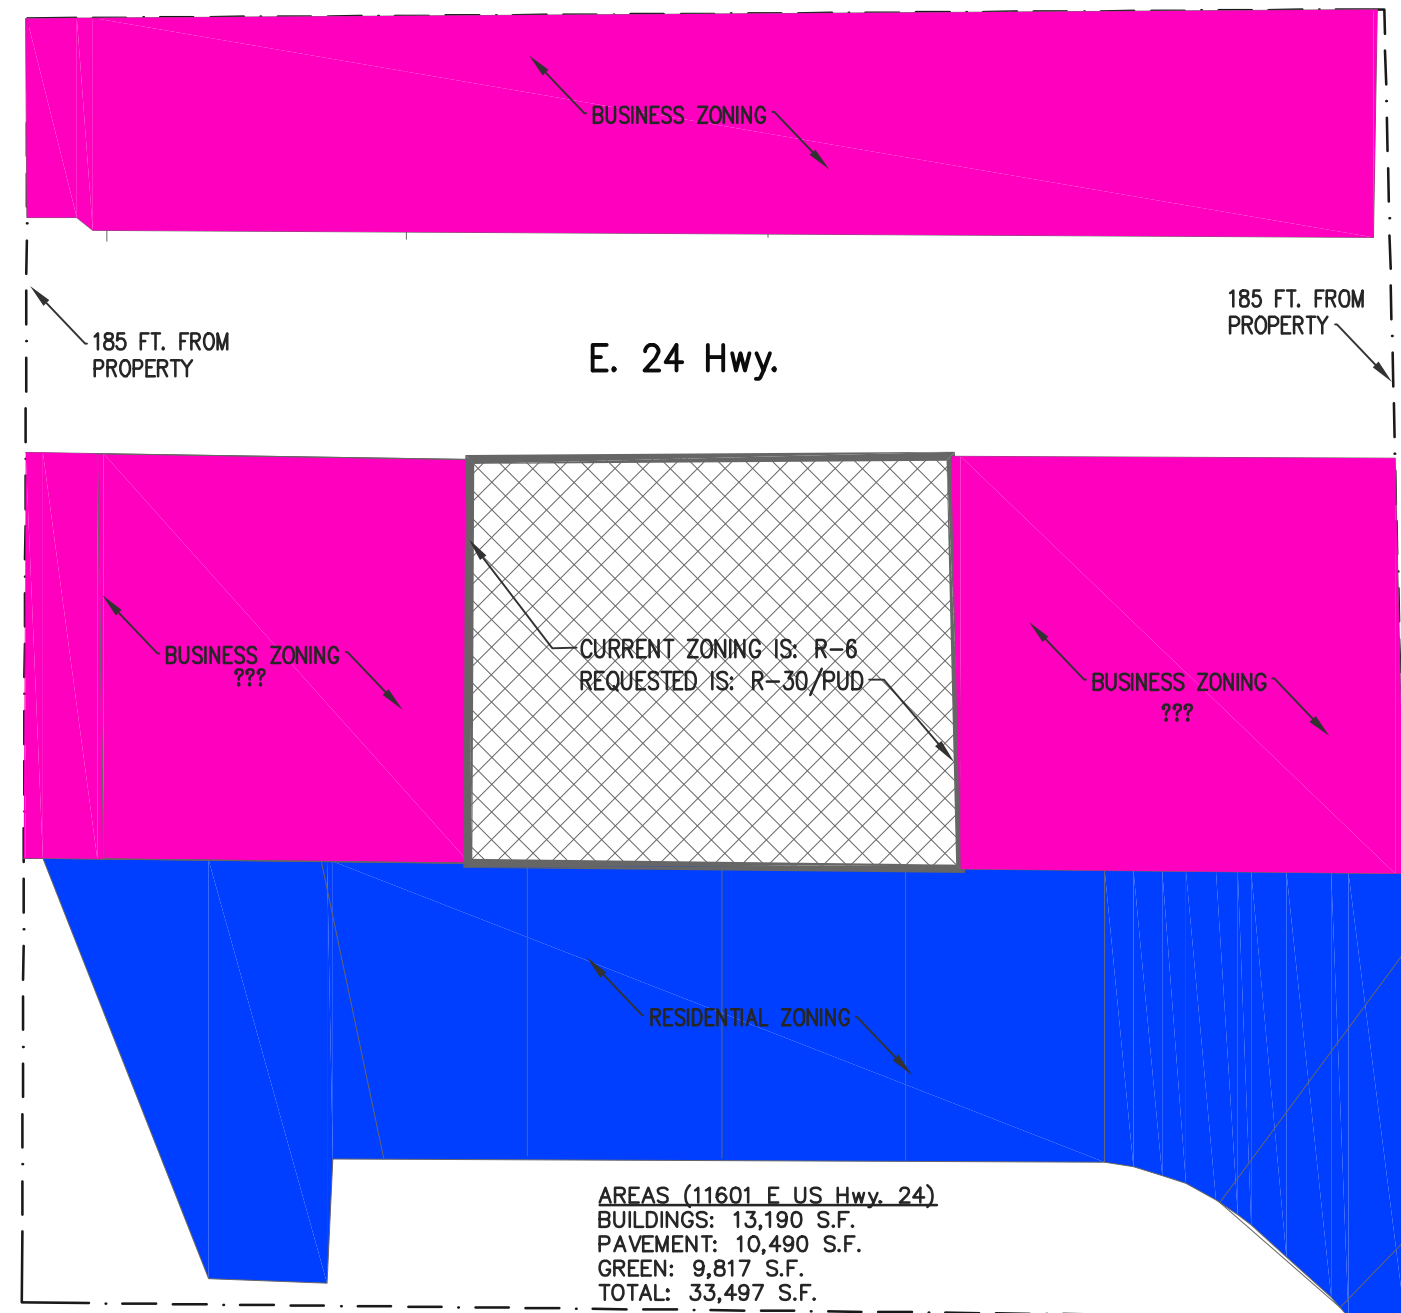 BUSINESS ZONING
185 FT. FROM
PROPERTY
185 FT. FROM
PROPERTY
E. 24 Hwy.
CURRENT ZONING IS: R-6
REQUESTED IS: R-30/PUD
BUSINESS ZONING
???
BUSINESS ZONING
???
RESIDENTIAL ZONING
AREAS (11601 E US Hwy. 24)
BUILDINGS: 13,190 S.F.
PAVEMENT: 10,490 S.F.
GREEN: 9,817 S.F.
TOTAL: 33,497 S.F.